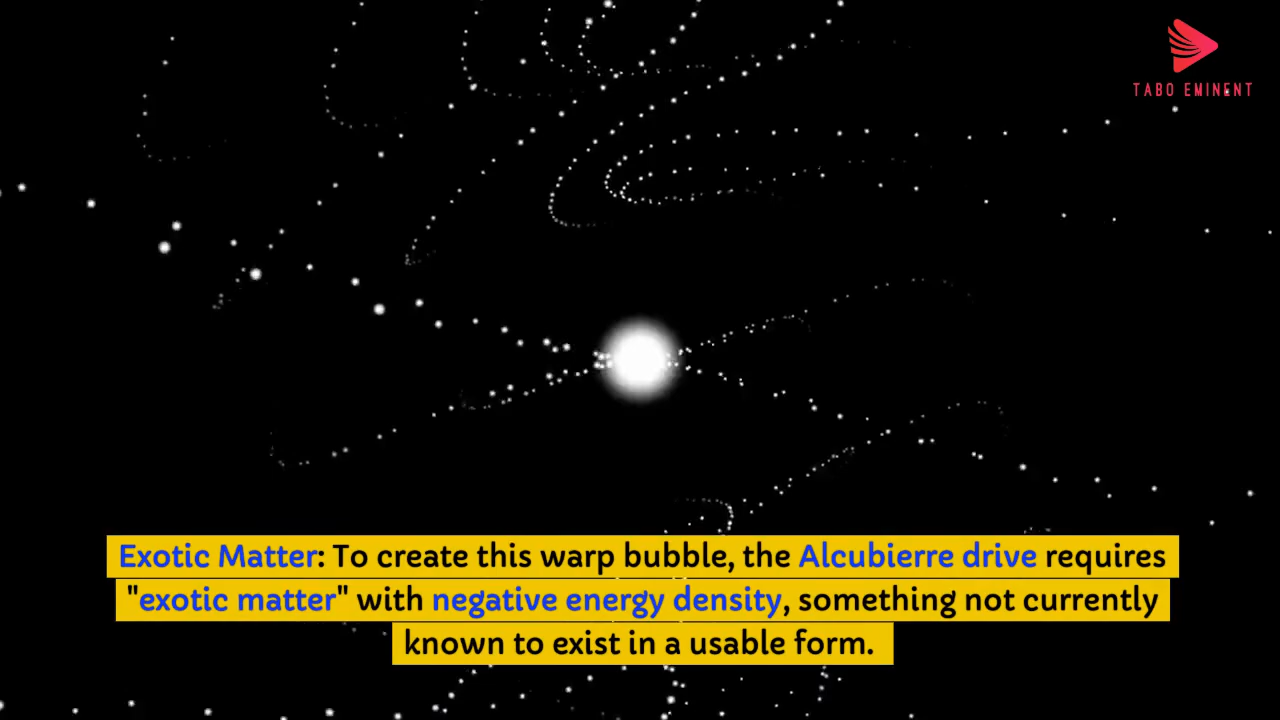 TABO EMINENT
Exotic Matter: To create this warp bubble, the Alcubierre drive requires
"exotic matter" with negative energy density, something not currently
known to exist in a usable form.